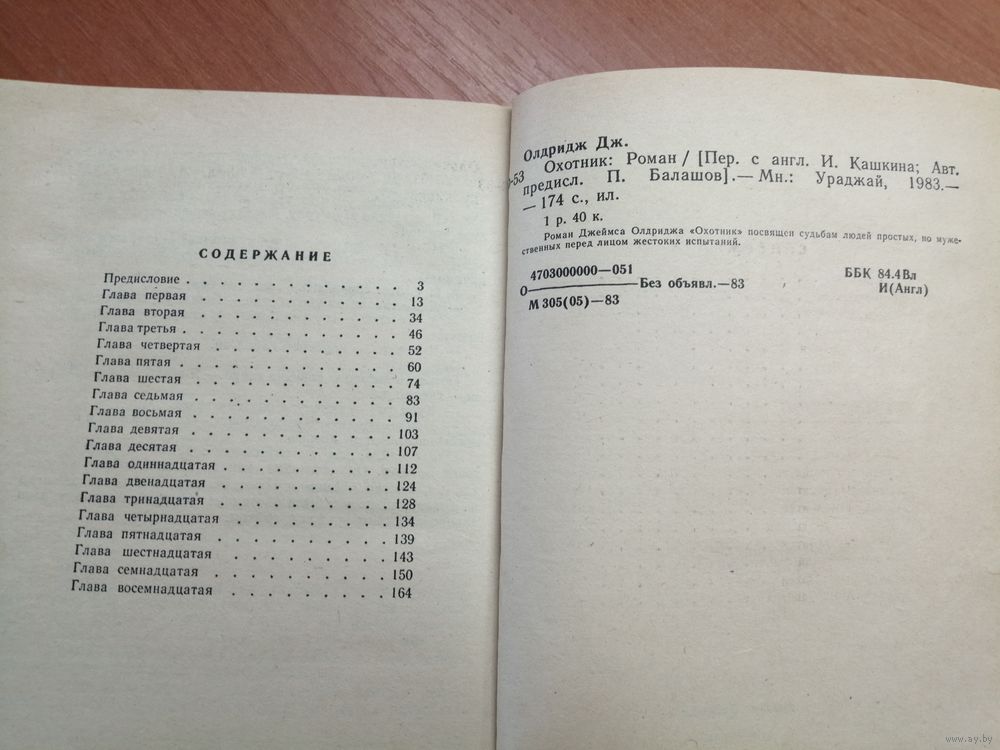 СОДЕРЖАНИЕ
Предисловие . . . . . . . . . . . . . 3
Глава первая . . . . . . . . . . . . 13
Глава вторая . . . . . . . . . . . . 34
Глава третья . . . . . . . . . . . . 46
Глава четвертая . . . . . . . . . . 52
Глава пятая . . . . . . . . . . . . 60
Глава шестая . . . . . . . . . . . 74
Глава седьмая . . . . . . . . . . . 83
Глава восьмая . . . . . . . . . . . 91
Глава девятая . . . . . . . . . . . 103
Глава десятая . . . . . . . . . . . 107
Глава одиннадцатая . . . . . . . . . 112
Глава двенадцатая . . . . . . . . . . 124
Глава тринадцатая . . . . . . . . . . 128
Глава четырнадцатая . . . . . . . . . 134
Глава пятнадцатая . . . . . . . . . . 139
Глава шестнадцатая . . . . . . . . . 143
Глава семнадцатая . . . . . . . . . . 150
Глава восемнадцатая . . . . . . . . . 164
Олдридж Дж.
Охотник: Роман / [Пер. с англ. И. Кашкина; Авт.
-53 предисл. П. Балашов].— Мн.: Ураджай, 1983.—
— 174 с., ил.
1 р. 40 к.
Роман Джеймса Олдриджа «Охотник» посвящен судьбам людей простых, но муже-
ственных перед лицом жестоких испытаний.
4703000000—051
О————Без объявл.—83
М 305(05)—83
ББК 84.4Вл
И(Англ)
www.ay.by